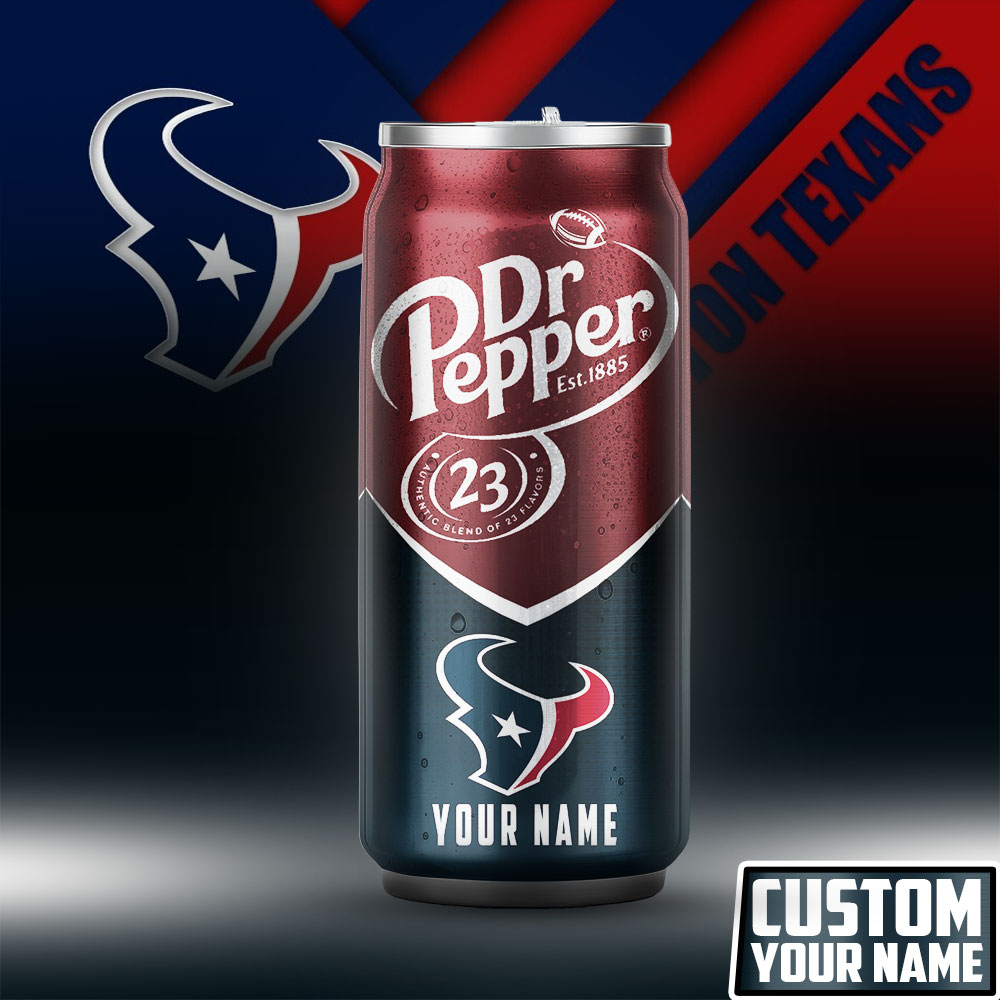 TON TEXANS
Dr
Pepper®
Est.1885
23
AUTHENTIC BLEND OF 23 FLAVORS
YOUR NAME
CUSTOM
YOUR NAME